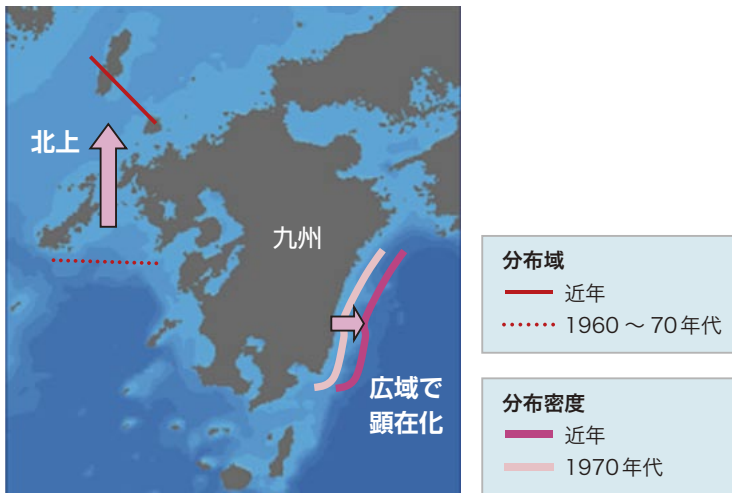 北上
九州
広域で
顕在化
分布域
近年
1960 ～ 70年代
分布密度
近年
1970年代